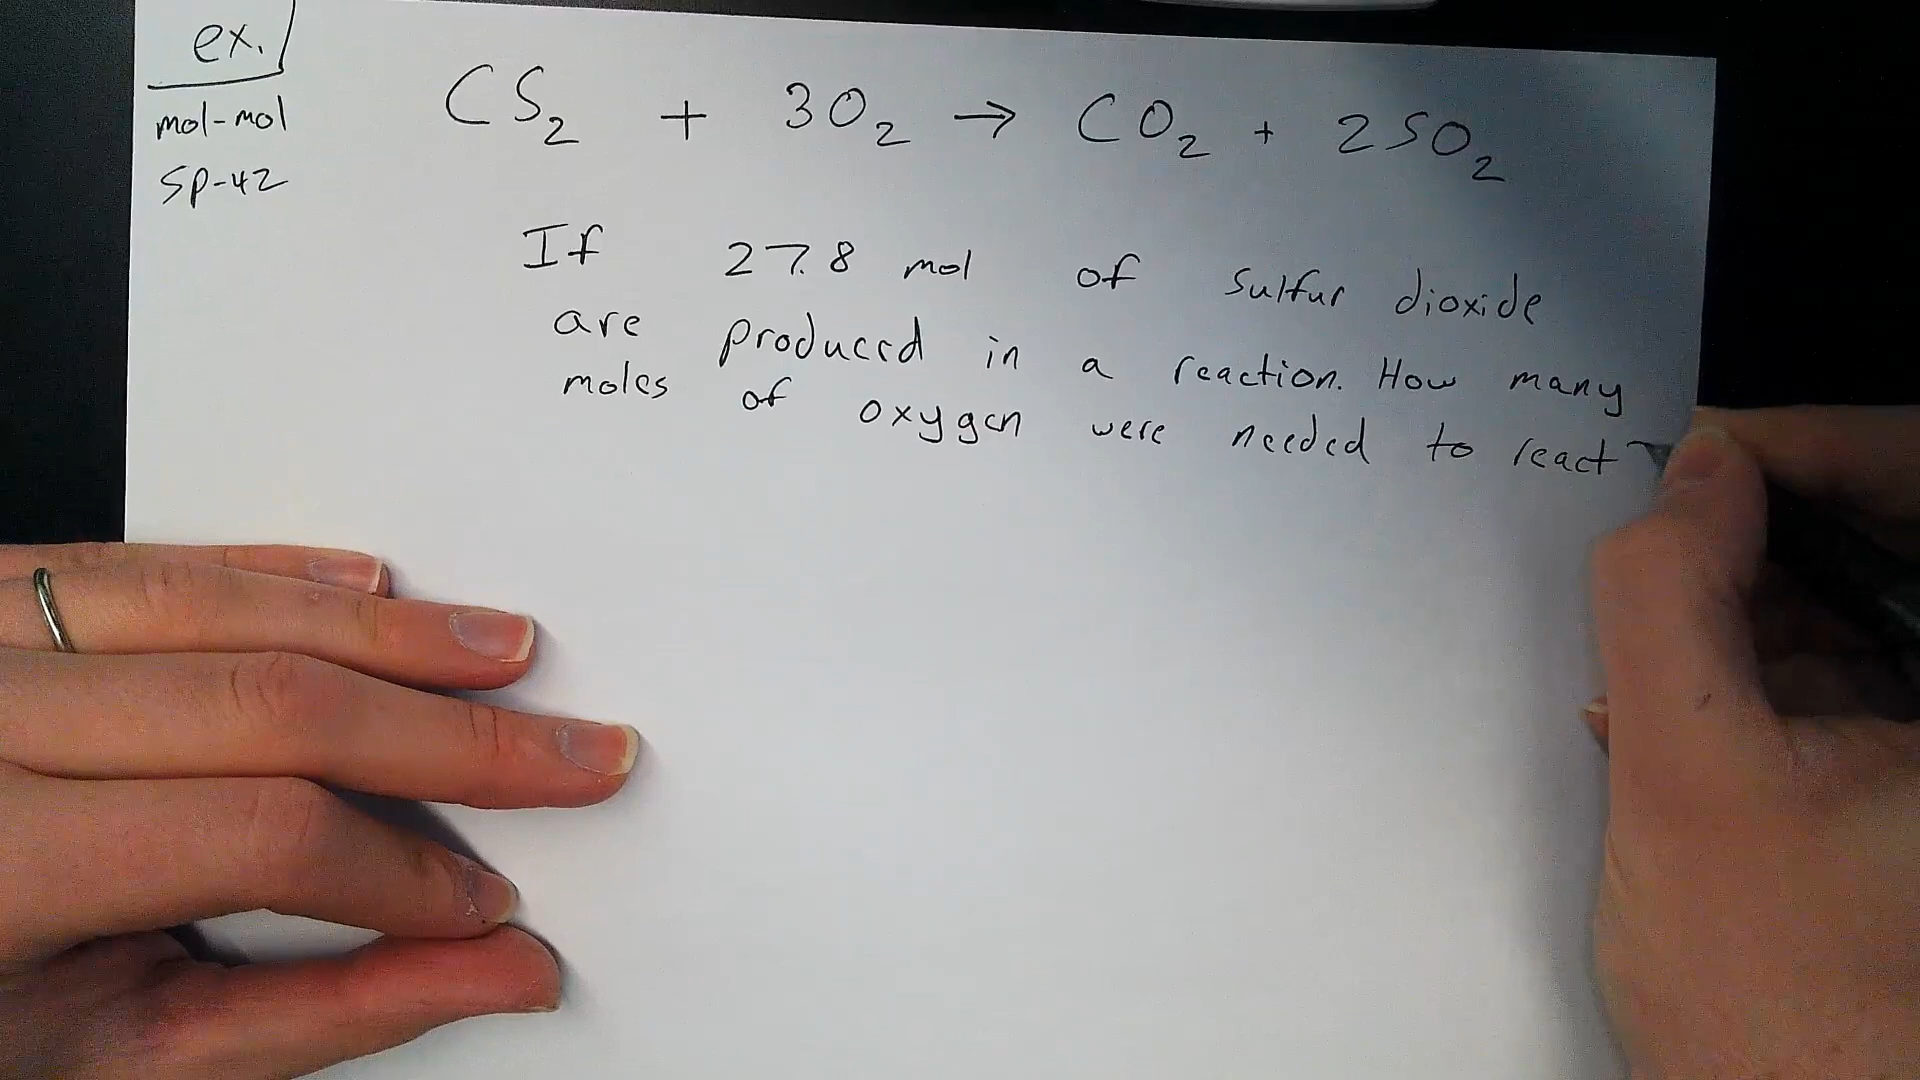 ex.
mol-mol
SP-42
CS₂ + 3O₂ → CO₂ + 2SO₂
If 27.8 mol of sulfur dioxide
are produced in a reaction. How many
moles of oxygen were needed to react